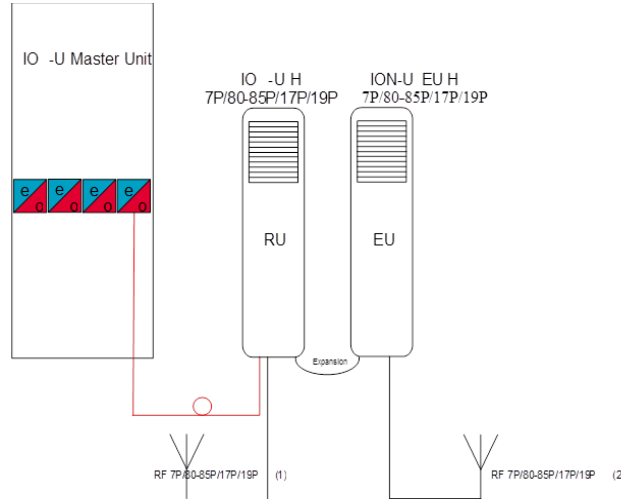 IO -U Master Unit
IO -U H
7P/80-85P/17P/19P
ION-U EU H
7P/80-85P/17P/19P
e o e o e o e o
RU
EU
Expansion
RF 7P/80-85P/17P/19P (1)
RF 7P/80-85P/17P/19P (2